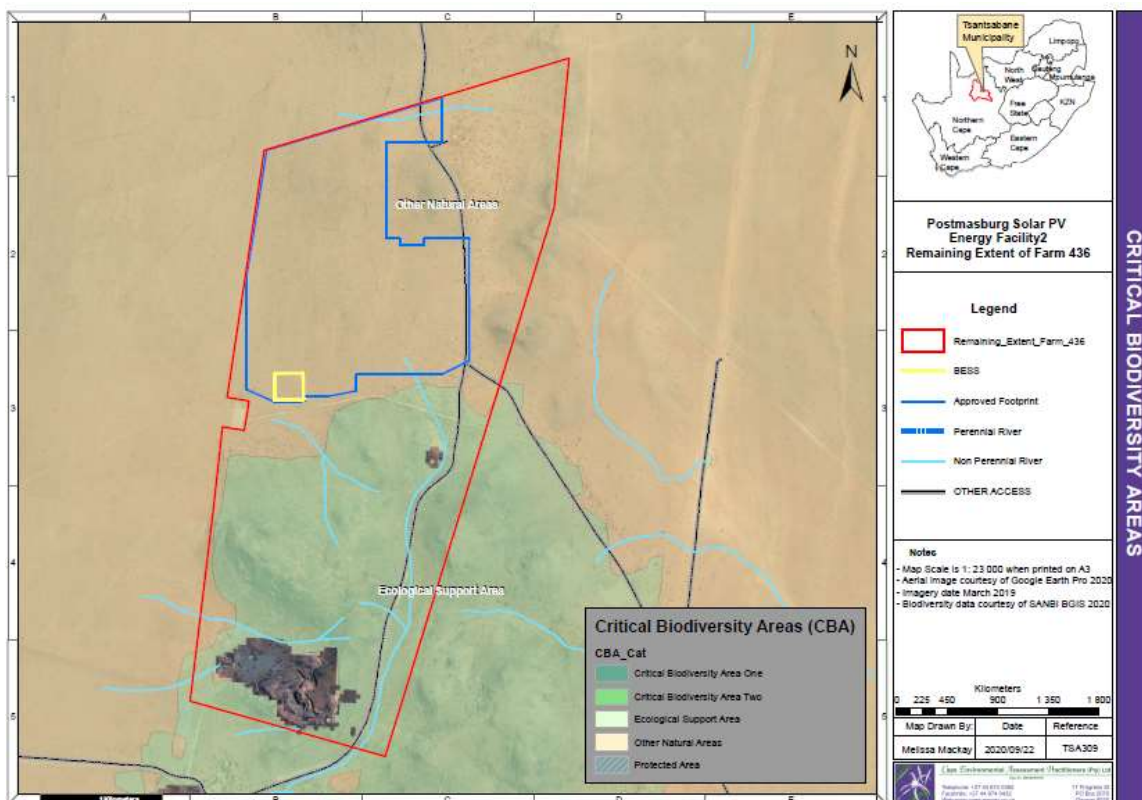 A B C D E
1
2
3
4
5
A B C D E
N
Other Natural Areas
Ecological Support Area
Critical Biodiversity Areas (CBA)
CBA_Cat
Critical Biodiversity Area One
Critical Biodiversity Area Two
Ecological Support Area
Other Natural Areas
Protected Area
Tsantsabane
Municipality
Limpopo
North
West
Gauteng
Mpumulanga
Free
State
KZN
Northern
Cape
Eastern
Cape
Western
Cape
Postmasburg Solar PV
Energy Facility2
Remaining Extent of Farm 436
Legend
Remaining_Extent_Farm_436
BESS
Approved Footprint
Perennial River
Non Perennial River
OTHER ACCESS
Notes
- Map Scale is 1: 23 000 when printed on A3
- Aerial image courtesy of Google Earth Pro 2020
- Imagery date March 2019
- Biodiversity data courtesy of SANBI BGIS 2020
Kilometers
0 225 450 900 1 350 1 800
Map Drawn By: Date Reference
Melissa Mackay 2020/09/22 TSA309
Cape Environmental Assessment Practitioners (Pty) Ltd
CRITICAL BIODIVERSITY AREAS